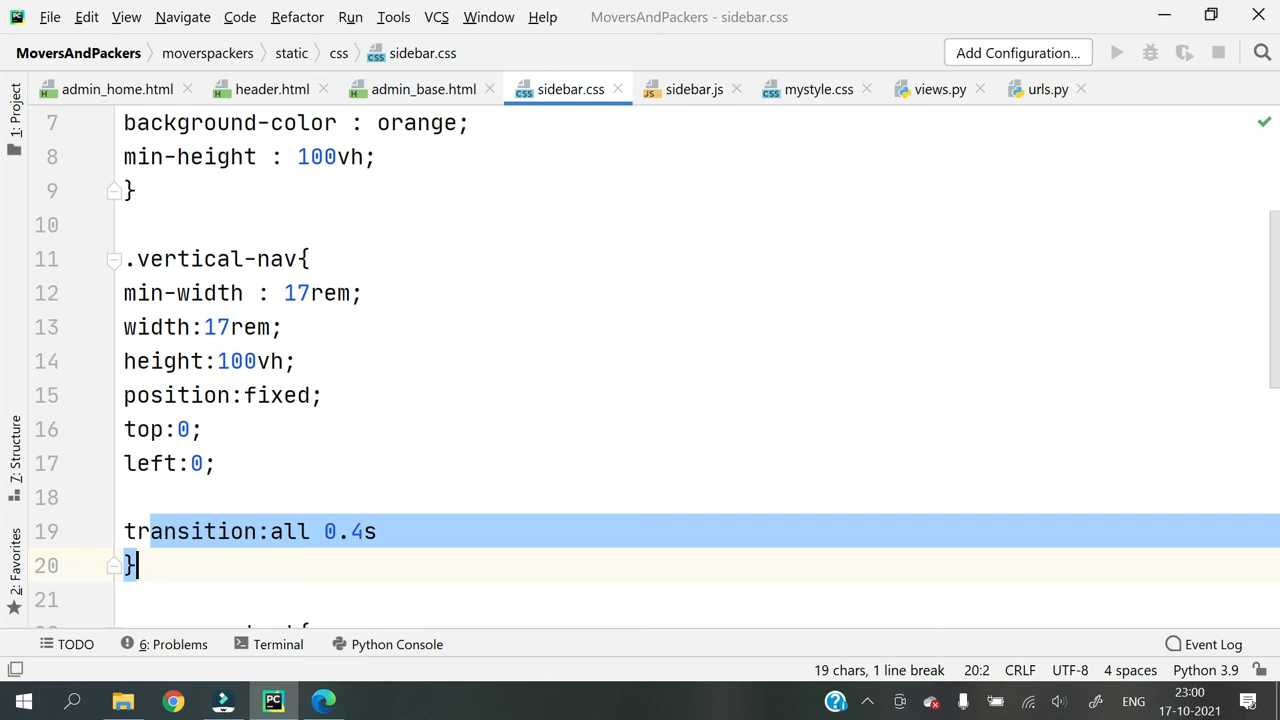 File Edit View Navigate Code Refactor Run Tools VCS Window Help MoversAndPackers - sidebar.css
MoversAndPackers moverspackers static css sidebar.css Add Configuration...
admin_home.html header.html admin_base.html sidebar.css sidebar.js mystyle.css views.py urls.py
1: Project
7: Structure
2: Favorites
7 background-color : orange;
8 min-height : 100vh;
9 }
10
11 .vertical-nav{
12 min-width : 17rem;
13 width:17rem;
14 height:100vh;
15 position:fixed;
16 top:0;
17 left:0;
18
19 transition:all 0.4s
20 }
21
TODO 6: Problems Terminal Python Console Event Log
19 chars, 1 line break 20:2 CRLF UTF-8 4 spaces Python 3.9
PC ENG 23:00
17-10-2021